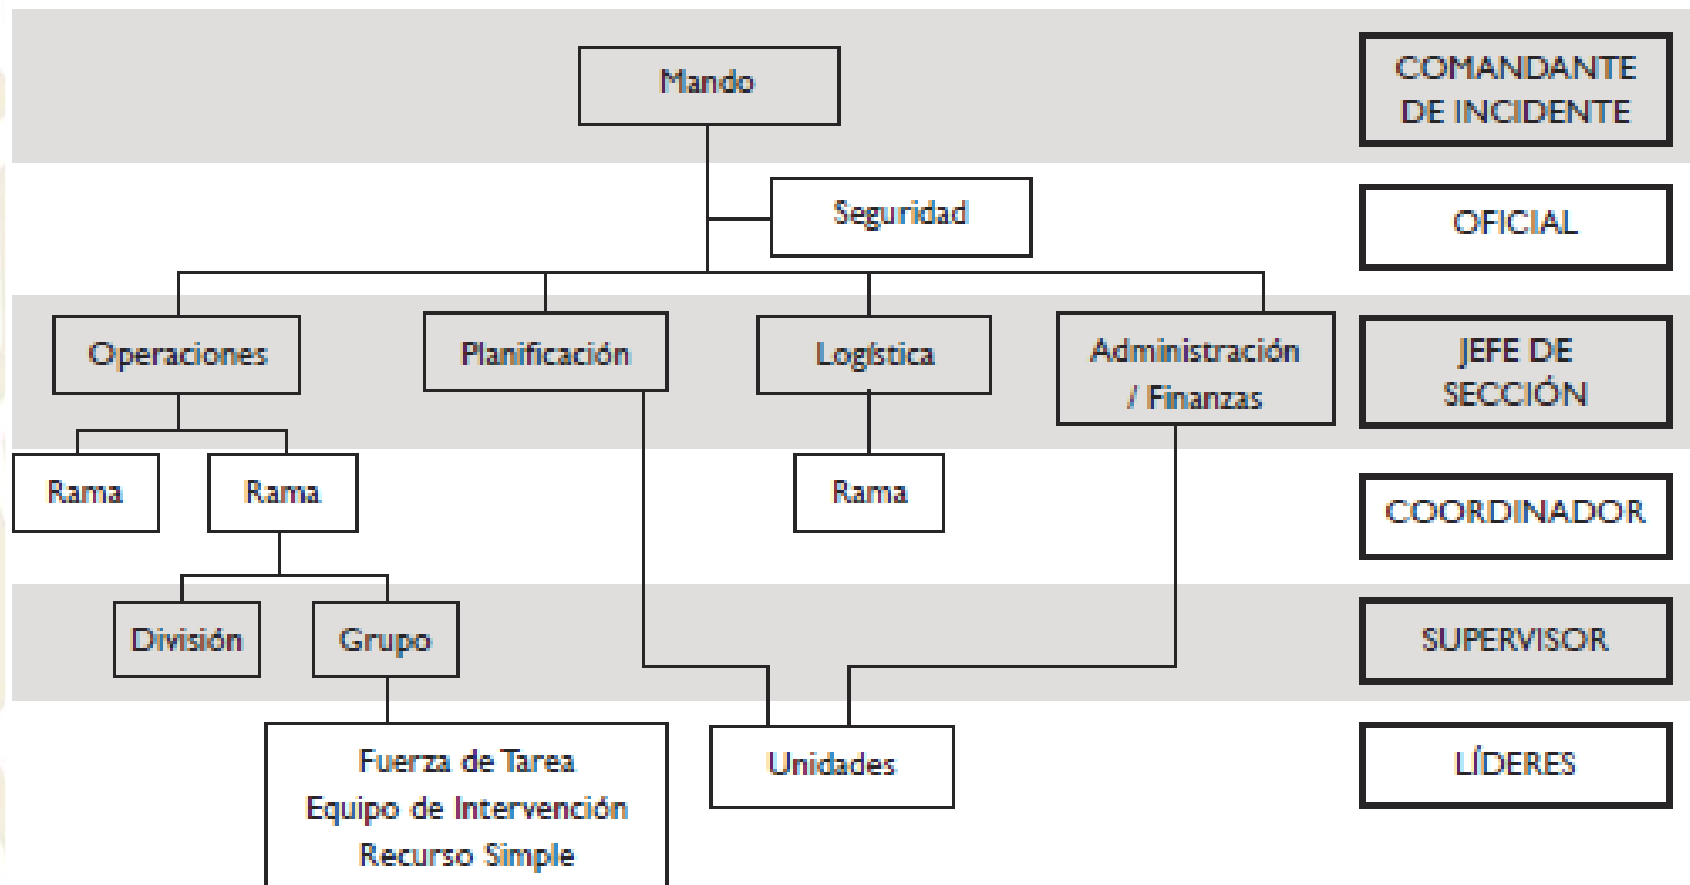 Mando
COMANDANTE
DE INCIDENTE
Seguridad
OFICIAL
Operaciones
Planificación
Logística
Administración
/ Finanzas
JEFE DE
SECCIÓN
Rama
Rama
Rama
COORDINADOR
División
Grupo
SUPERVISOR
Fuerza de Tarea
Equipo de Intervención
Recurso Simple
Unidades
LÍDERES